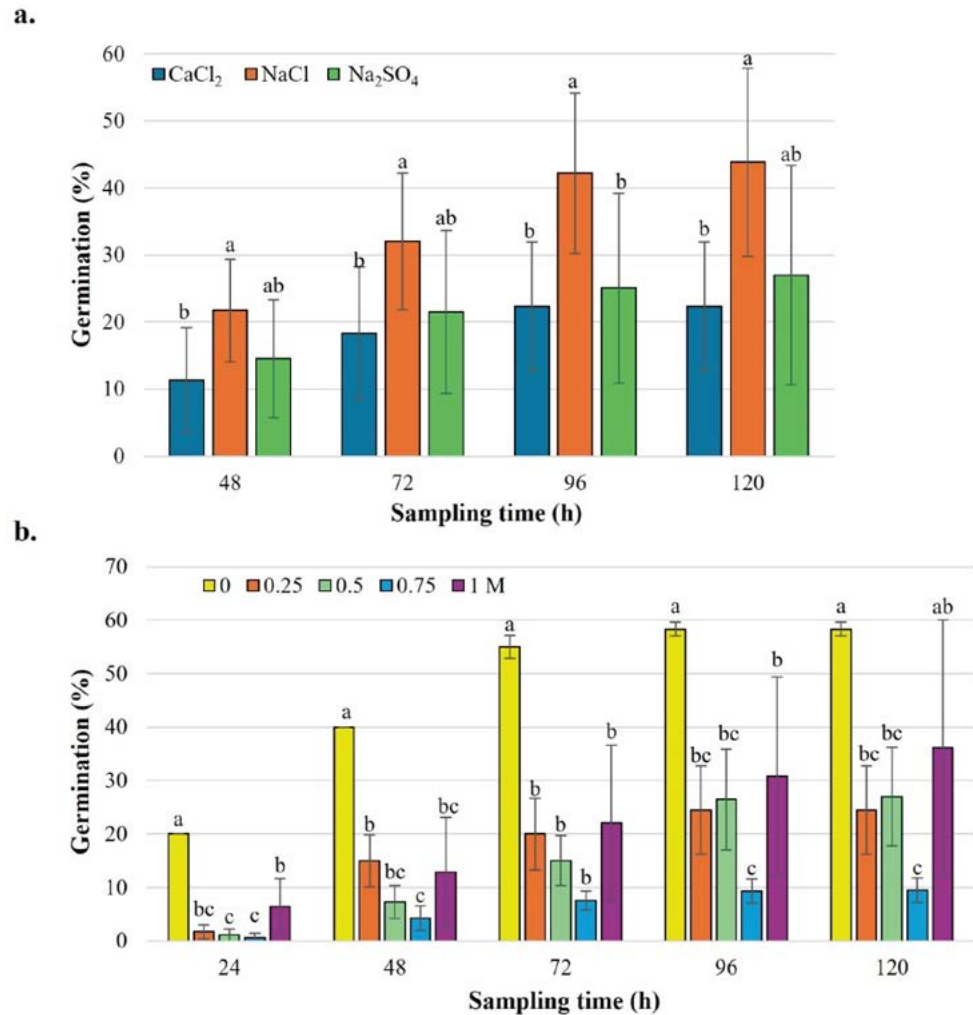 a.
60
CaCl₂ NaCl Na₂SO₄
50
40
30
20
10
0
Germination (%)
a
a
ab
a
a
b
ab
b
b
b
b
ab
48 72 96 120
Sampling time (h)
b.
70
0 0.25 0.5 0.75 1 M
60
50
40
30
20
10
0
Germination (%)
a a ab
a
b
a
b
bc bc bc bc
a
b
bc
b
b
b
bc
c
b
c c
bc c c
24 48 72 96 120
Sampling time (h)